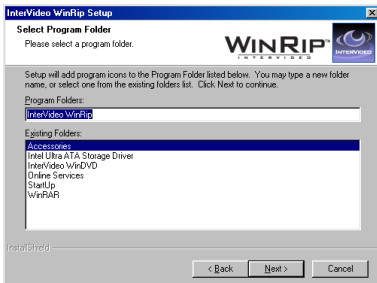 InterVideo WinRip Setup
Select Program Folder
Please select a program folder.
WINRIP™
INTERVIDEO
INTERVIDEO
Setup will add program icons to the Program Folder listed below. You may type a new folder
name, or select one from the existing folders list. Click Next to continue.
Program Folders:
InterVideo WinRip
Existing Folders:
Accessories
Intel Ultra ATA Storage Driver
InterVideo WinDVD
Online Services
StartUp
WinRAR
InstallShield
< Back
Next >
Cancel